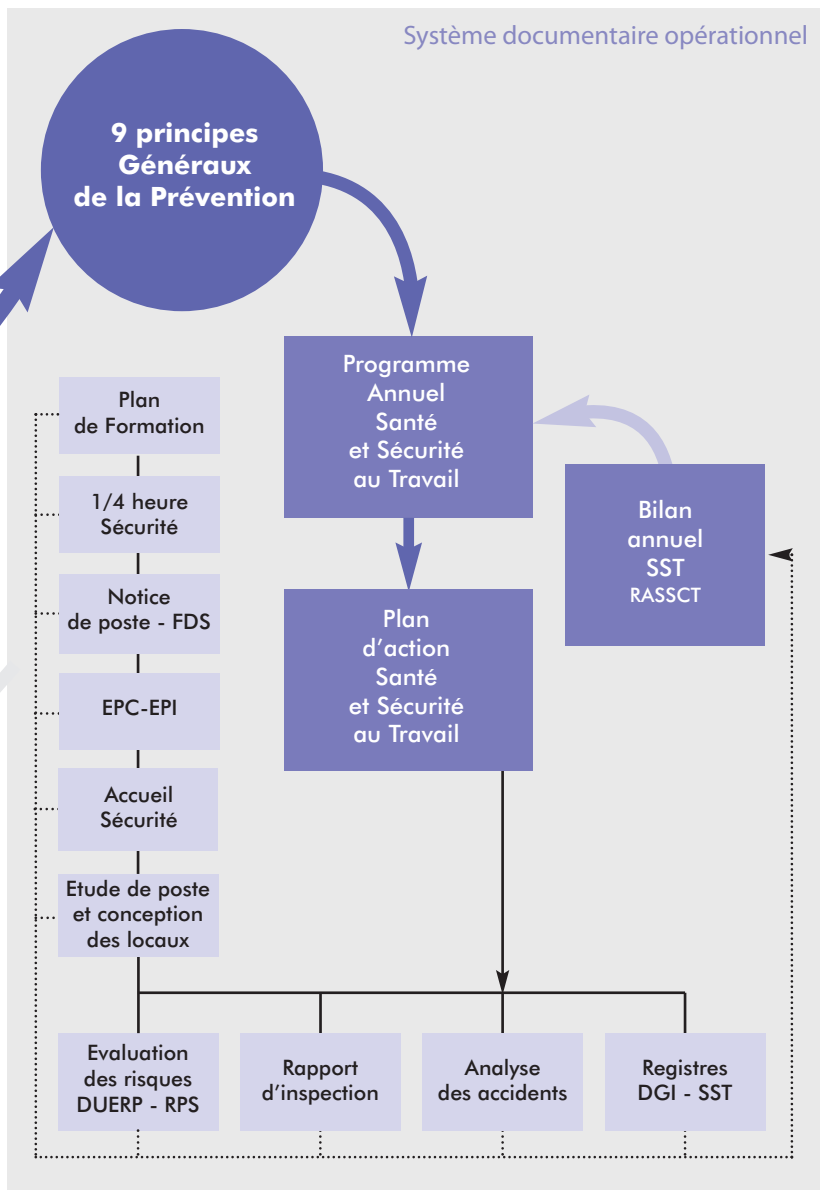 Système documentaire opérationnel
9 principes
Généraux
de la Prévention
Programme
Annuel
Santé
et Sécurité
au Travail
Plan
de Formation
1/4 heure
Sécurité
Notice
de poste - FDS
EPC-EPI
Accueil
Sécurité
Etude de poste
et conception
des locaux
Bilan
annuel
SST
RASSCT
Plan
d’action
Santé
et Sécurité
au Travail
Evaluation
des risques
DUERP - RPS
Rapport
d’inspection
Analyse
des accidents
Registres
DGI - SST